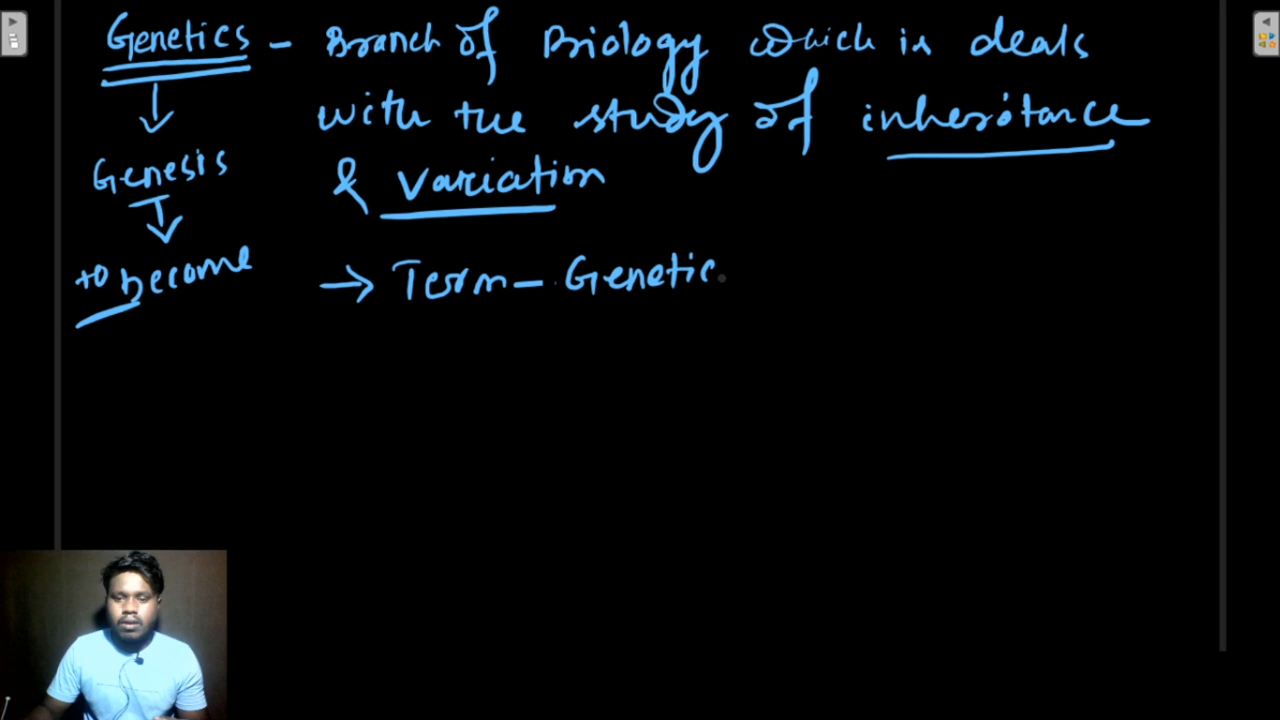 Genetics - Branch of Biology which is deals
with the study of inheritance
& variation
Genesis
to become
→ Term - Genetic